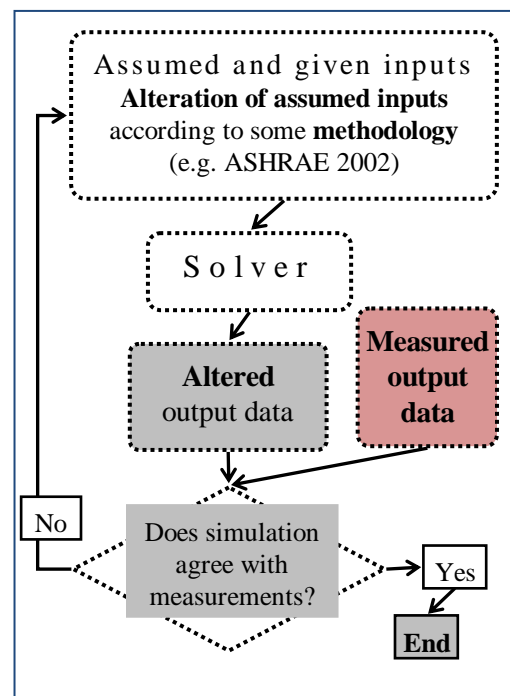 Assumed and given inputs
Alteration of assumed inputs
according to some methodology
(e.g. ASHRAE 2002)
Solver
Altered
output data
Measured
output
data
Does simulation
agree with
measurements?
No
Yes
End